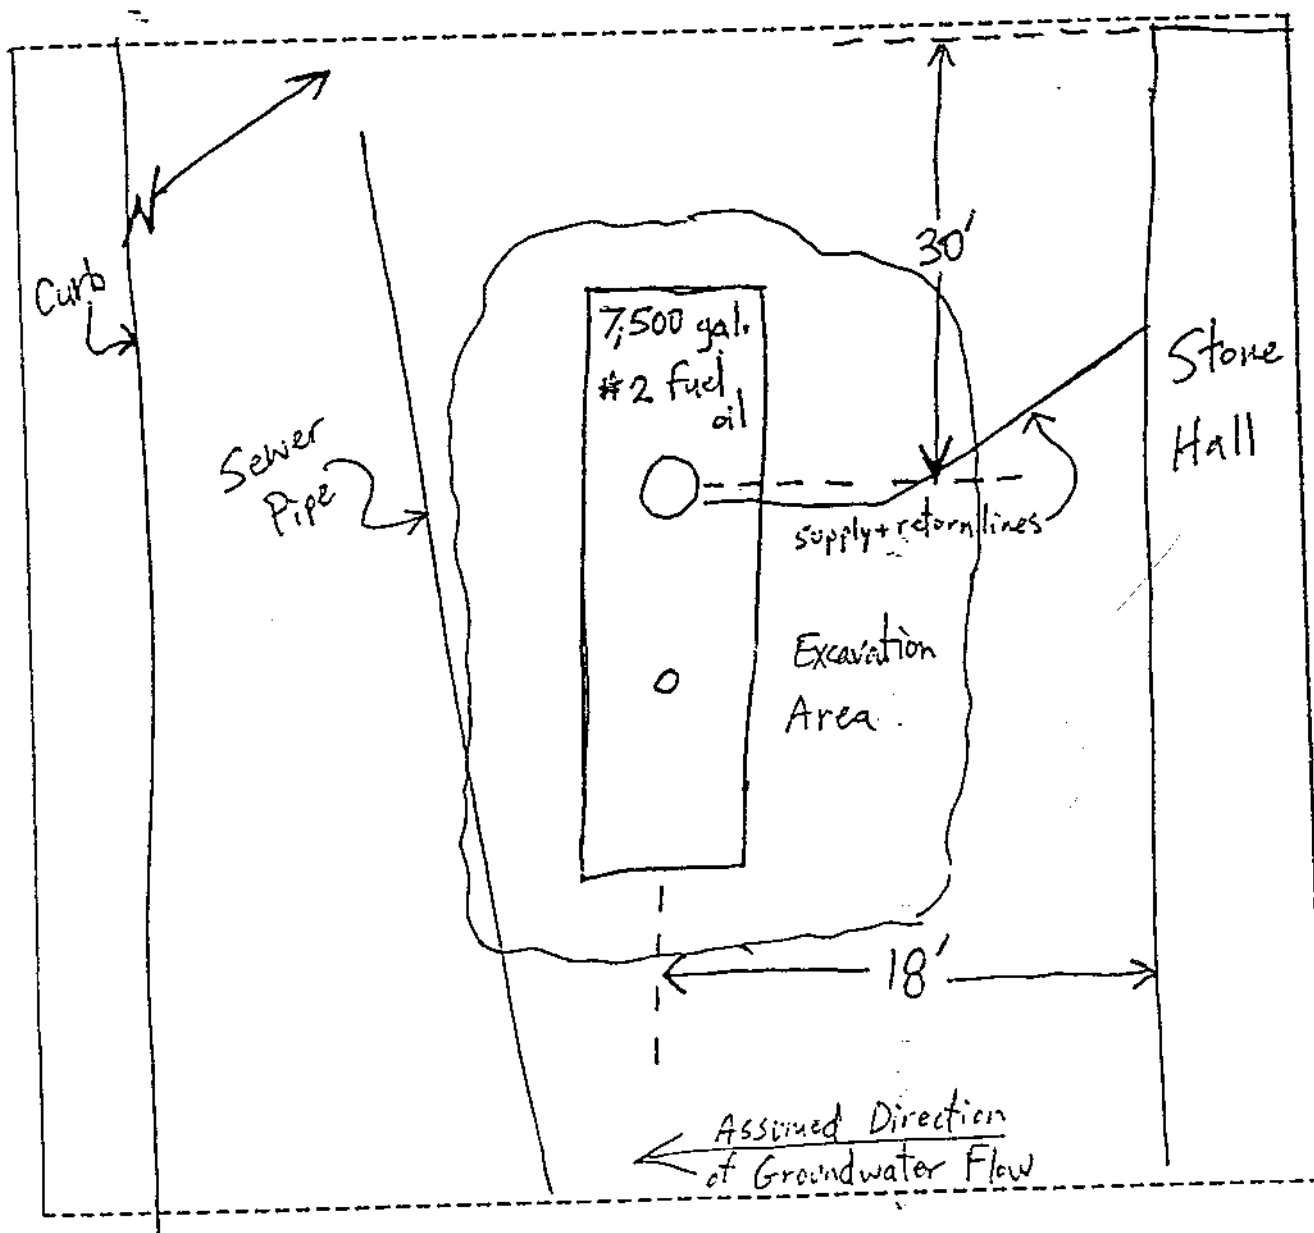 N
Curb
30'
7,500 gal.
#2 fuel
oil
Stone
Hall
Sewer
Pipe
supply + return lines
Excavation
Area
18'
Assumed Direction
of Groundwater Flow